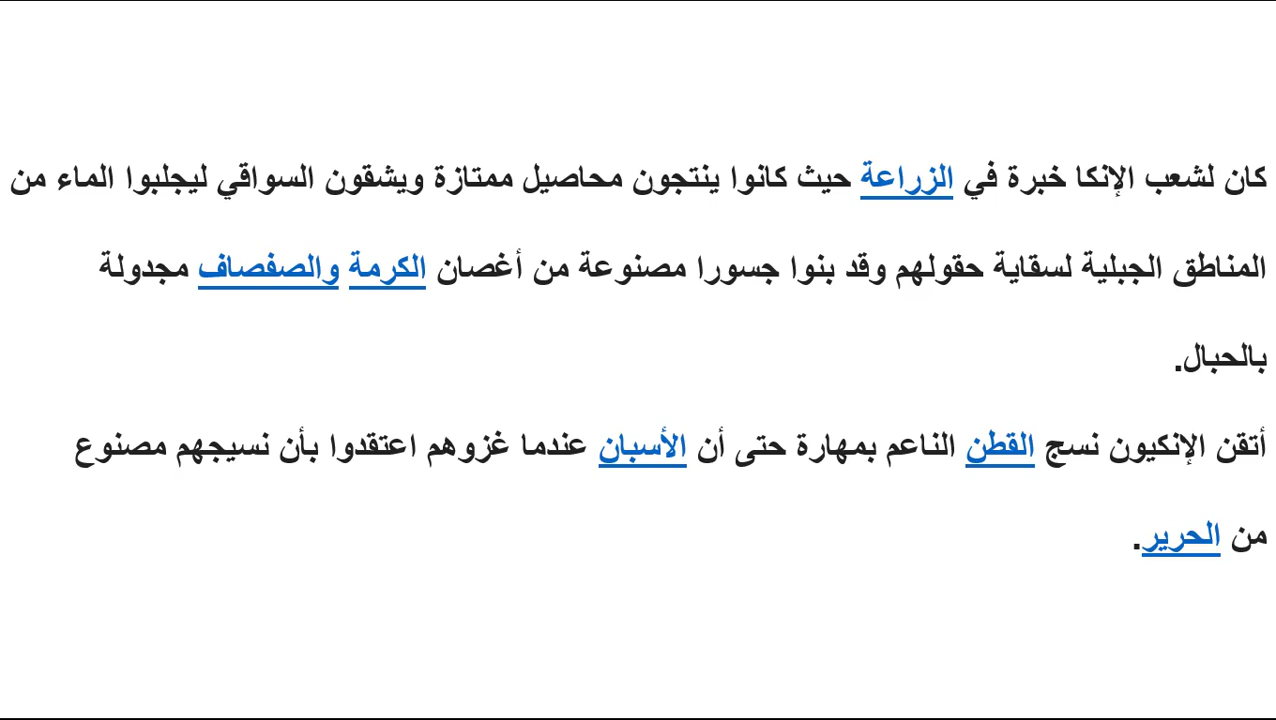 كان لشعب الإنكا خبرة في الزراعة حيث كانوا ينتجون محاصيل ممتازة ويشقون السواقي ليجلبوا الماء من
المناطق الجبلية لسقاية حقولهم وقد بنوا جسورا مصنوعة من أغصان الكرمة والصفصاف مجدولة
بالحبال.
أتقن الإنكيون نسج القطن الناعم بمهارة حتى أن الأسبان عندما غزوهم اعتقدوا بأن نسيجهم مصنوع
من الحرير.